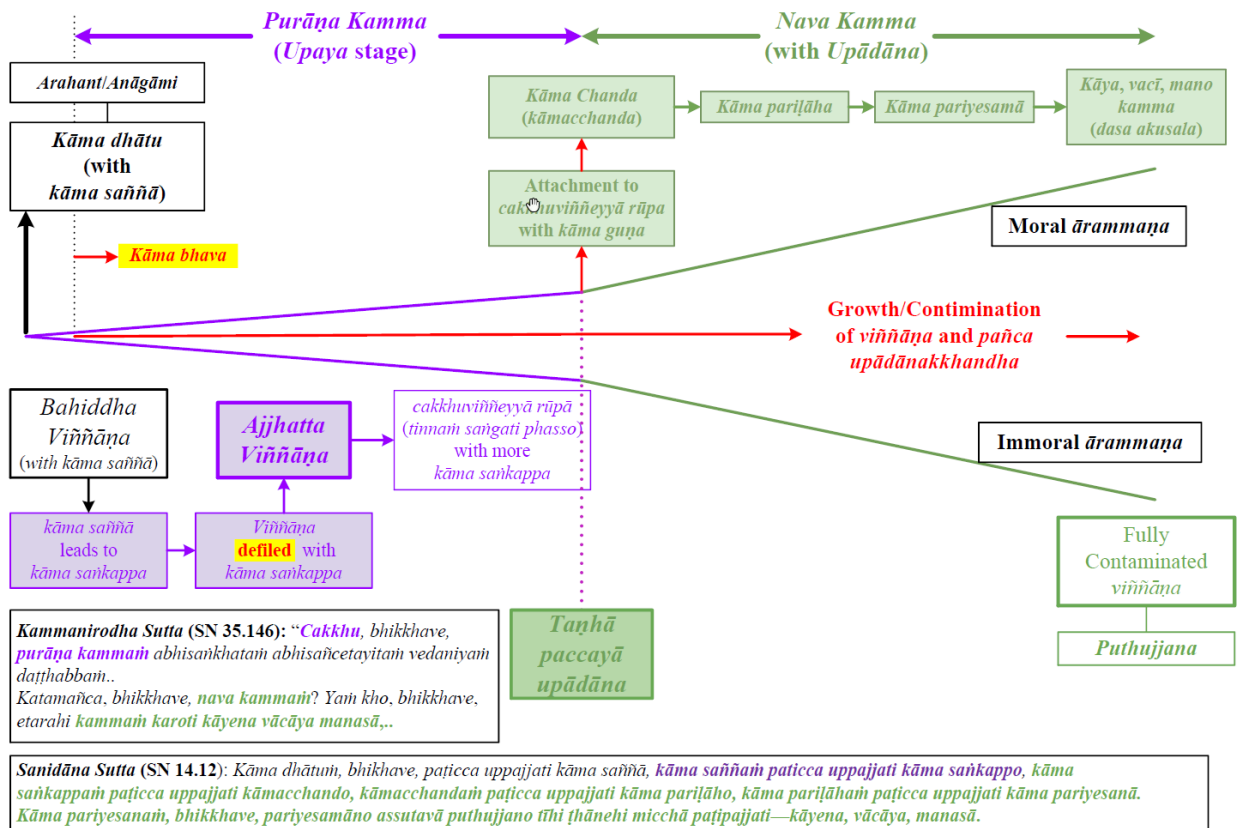 Purāṇa Kamma
(Upaya stage)
Nava Kamma
(with Upādāna)
Arahant/Anāgāmi
Kāma dhātu
(with
kāma saññā)
Kāma bhava
Kāma Chanda
(kāmacchanda)
Kāma pariḷāha
Kāma pariyesamā
Kāya, vacī, mano
kamma
(dasa akusala)
Attachment to
cakkhuviññeyyā rūpa
with kāma guṇa
Moral ārammaṇa
Growth/Contimination
of viññāṇa and pañca
upādānakkhandha
Immoral ārammaṇa
Bahiddha
Viññāṇa
(with kāma saññā)
Ajjhatta
Viññāṇa
cakkhuviññeyyā rūpā
(tinnaṁ saṅgati phasso)
with more
kāma saṅkappa
kāma saññā
leads to
kāma saṅkappa
Viññāṇa
defiled with
kāma saṅkappa
Fully
Contaminated
viññāṇa
Puthujjana
Taṇhā
paccayā
upādāna
Kammanirodha Sutta (SN 35.146): “Cakkhu, bhikkhave,
purāṇa kammaṁ abhisaṅkhataṁ abhisañcetayitaṁ vedaniyaṁ
daṭṭhabbaṁ..
Katamañca, bhikkhave, nava kammaṁ? Yaṁ kho, bhikkhave,
etarahi kammaṁ karoti kāyena vācāya manasā,..
Sanidāna Sutta (SN 14.12): Kāma dhātuṁ, bhikhave, paṭicca uppajjati kāma saññā, kāma saññaṁ paticca uppajjati kāma saṅkappo, kāma
saṅkappaṁ paṭicca uppajjati kāmacchando, kāmacchandaṁ paṭicca uppajjati kāma pariḷāho, kāma pariḷāhaṁ paṭicca uppajjati kāma pariyesanā.
Kāma pariyesanaṁ, bhikkhave, pariyesamāno assutavā puthujjano tīhi ṭhānehi micchā paṭipajjati—kāyena, vācāya, manasā.